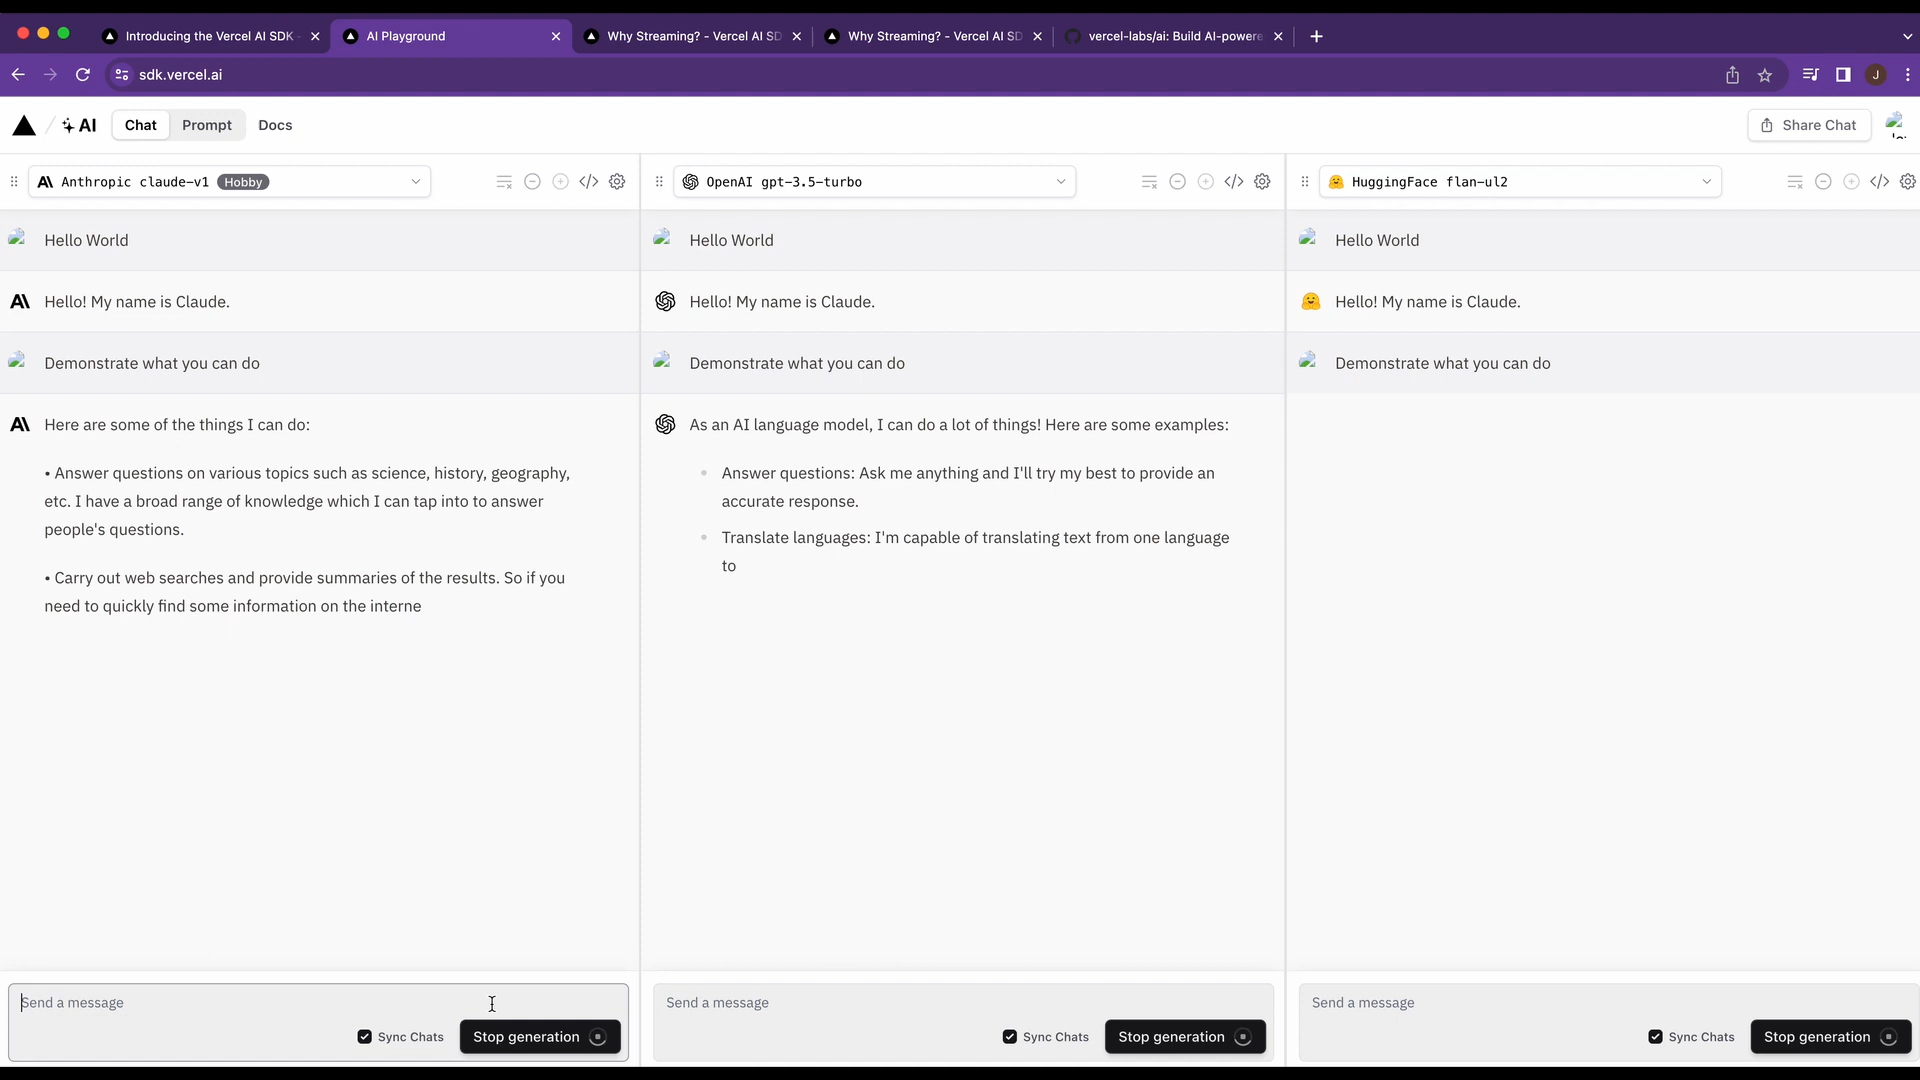 Introducing the Vercel AI SDK
AI Playground
Why Streaming? - Vercel AI SD
Why Streaming? - Vercel AI SD
vercel-labs/ai: Build AI-powere
sdk.vercel.ai
J
AI
Chat
Prompt
Docs
Share Chat
Anthropic claude-v1
Hobby
OpenAI gpt-3.5-turbo
HuggingFace flan-ul2
Hello World
Hello! My name is Claude.
Demonstrate what you can do
Here are some of the things I can do:
• Answer questions on various topics such as science, history, geography,
etc. I have a broad range of knowledge which I can tap into to answer
people's questions.
• Carry out web searches and provide summaries of the results. So if you
need to quickly find some information on the interne
Send a message
Sync Chats
Stop generation
Hello World
Hello! My name is Claude.
Demonstrate what you can do
As an AI language model, I can do a lot of things! Here are some examples:
• Answer questions: Ask me anything and I'll try my best to provide an
accurate response.
• Translate languages: I'm capable of translating text from one language
to
Send a message
Sync Chats
Stop generation
Hello World
Hello! My name is Claude.
Demonstrate what you can do
Send a message
Sync Chats
Stop generation